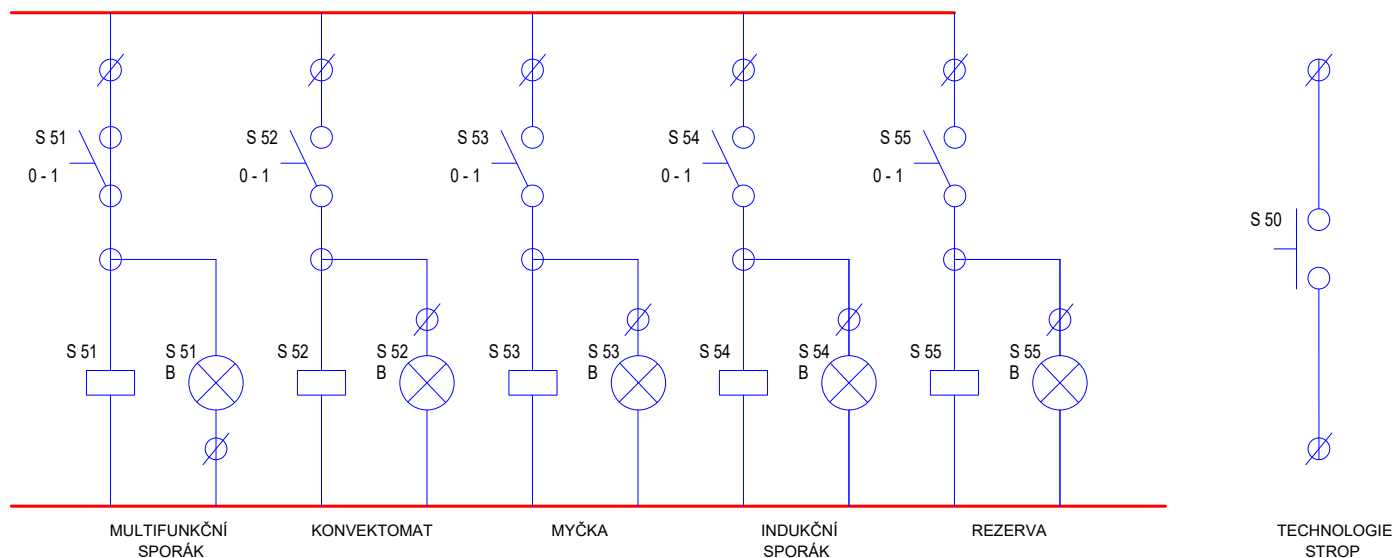 S 51
S 52
S 53
S 54
S 55
0 - 1
0 - 1
0 - 1
0 - 1
0 - 1
S 50
S 51
S 51
B
S 52
S 52
B
S 53
S 53
B
S 54
S 54
B
S 55
S 55
B
MULTIFUNKČNÍ
SPORÁK
KONVEKTOMAT
MYČKA
INDUKČNÍ
SPORÁK
REZERVA
TECHNOLOGIE
STROP